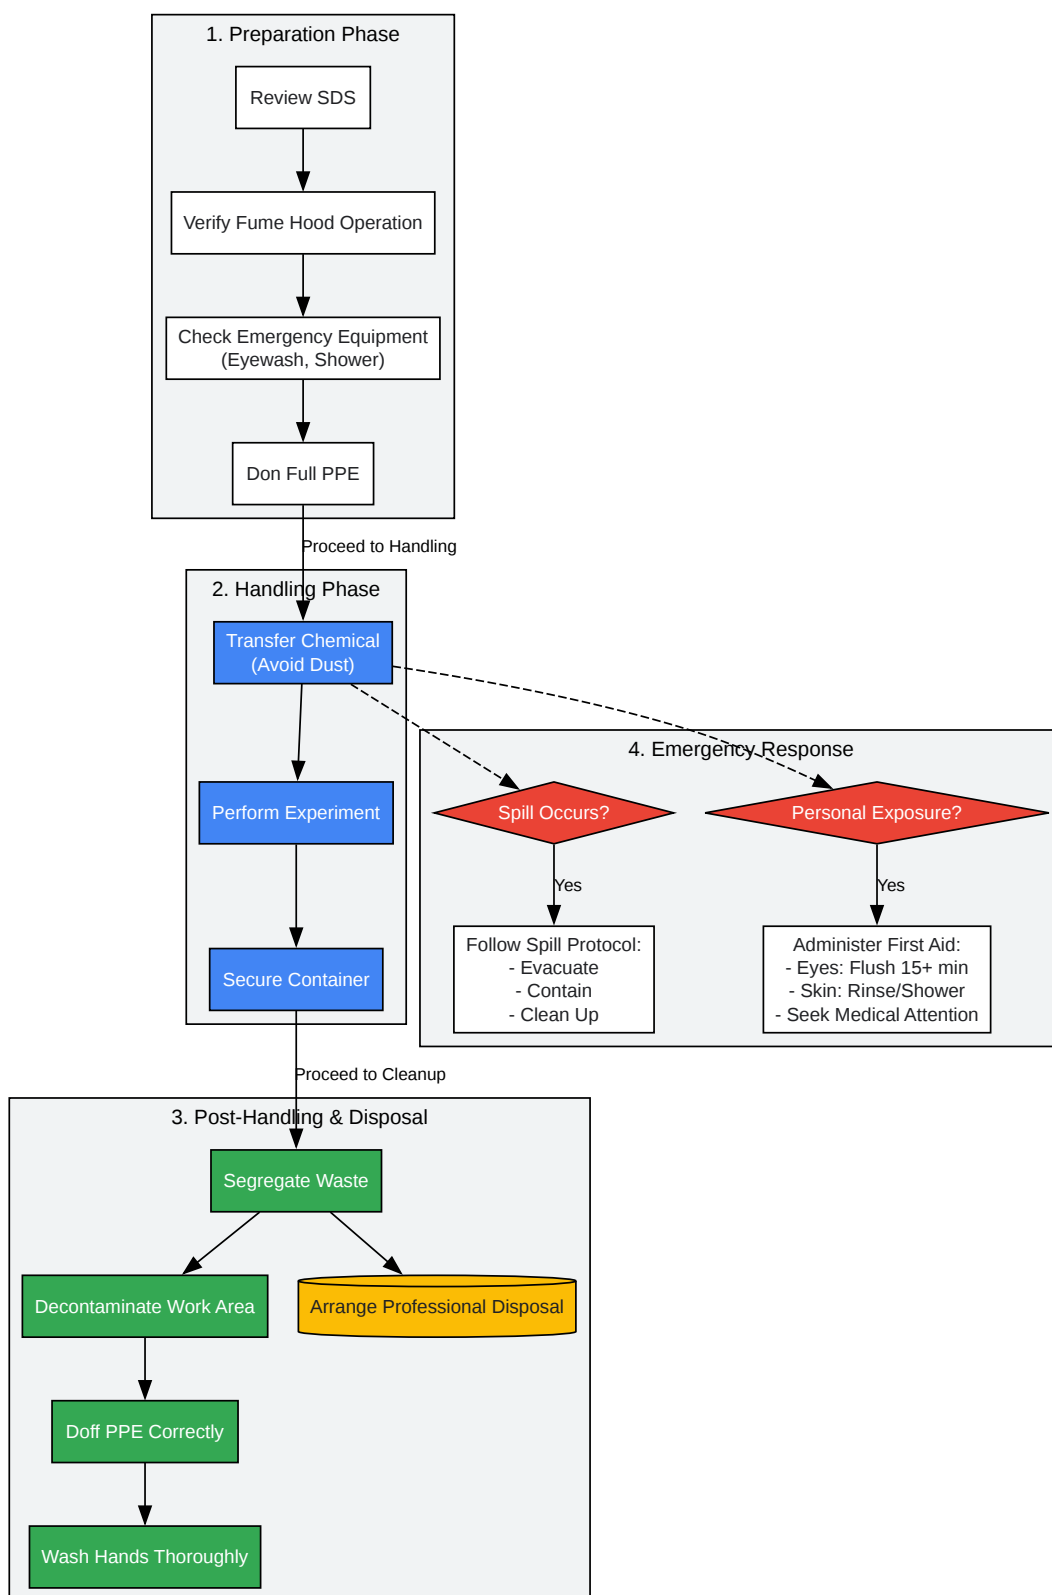 1. Preparation Phase
Review SDS
Verify Fume Hood Operation
Check Emergency Equipment
(Eyewash, Shower)
Don Full PPE
Proceed to Handling
2. Handling Phase
Transfer Chemical
(Avoid Dust)
Perform Experiment
Secure Container
4. Emergency Response
Spill Occurs?
Personal Exposure?
Yes
Yes
Follow Spill Protocol:
- Evacuate
- Contain
- Clean Up
Administer First Aid:
- Eyes: Flush 15+ min
- Skin: Rinse/Shower
- Seek Medical Attention
Proceed to Cleanup
3. Post-Handling & Disposal
Segregate Waste
Decontaminate Work Area
Arrange Professional Disposal
Doff PPE Correctly
Wash Hands Thoroughly